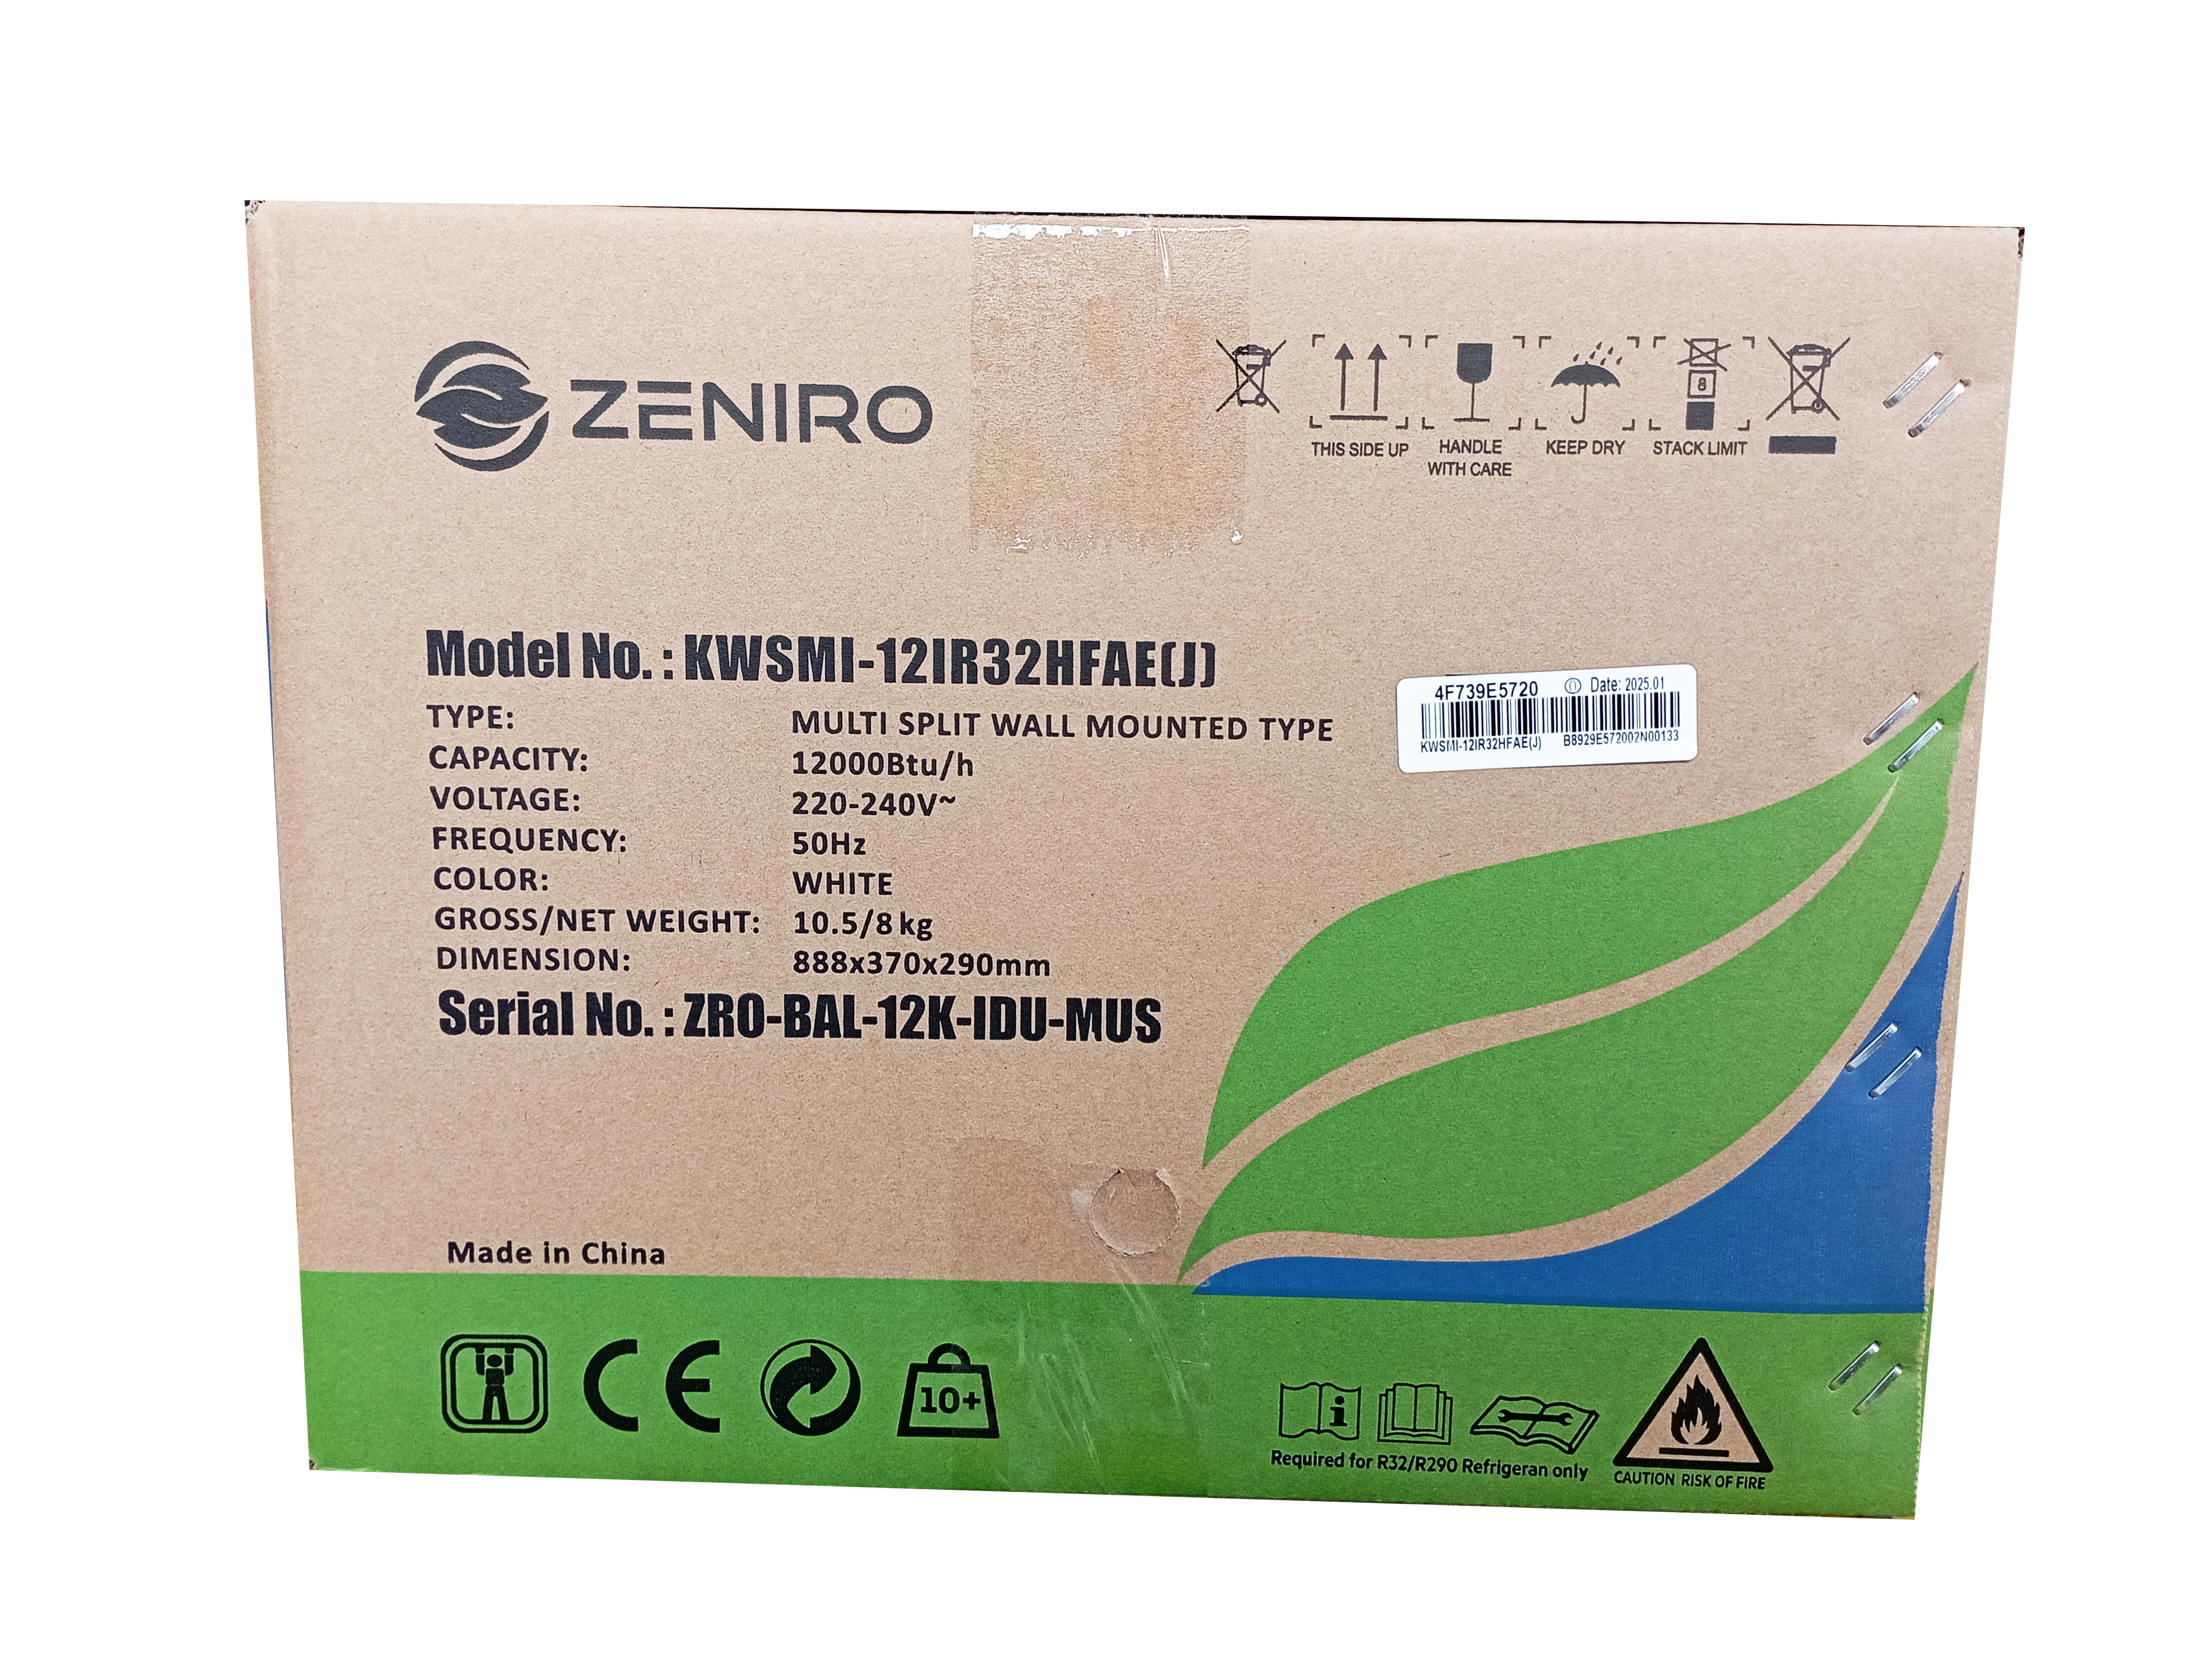 ZENIRO
8
THIS SIDE UP
HANDLE
WITH CARE
KEEP DRY
STACK LIMIT
Model No. : KWSMI-12IR32HFAE(J)
TYPE: MULTI SPLIT WALL MOUNTED TYPE
CAPACITY: 12000Btu/h
VOLTAGE: 220-240V~
FREQUENCY: 50Hz
COLOR: WHITE
GROSS/NET WEIGHT: 10.5/8kg
DIMENSION: 888x370x290mm
Serial No. : ZRO-BAL-12K-IDU-MUS
4F739E5720 Date: 2025.01
KWSMI-12IR32HFAE(J) B8929E572002N00133
Made in China
CE
10+
i
Required for R32/R290 Refrigeran only
CAUTION RISK OF FIRE